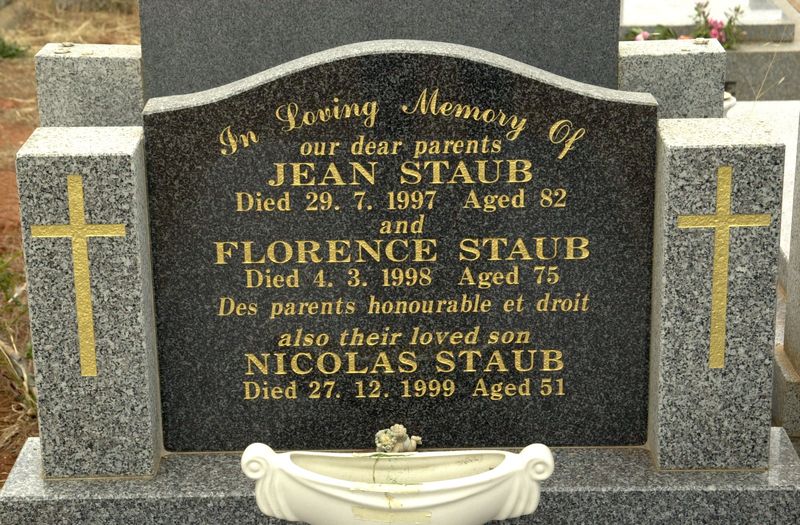 In Loving Memory Of
our dear parents
JEAN STAUB
Died 29. 7. 1997 Aged 82
and
FLORENCE STAUB
Died 4. 3. 1998 Aged 75
Des parents honourable et droit
also their loved son
NICOLAS STAUB
Died 27. 12. 1999 Aged 51